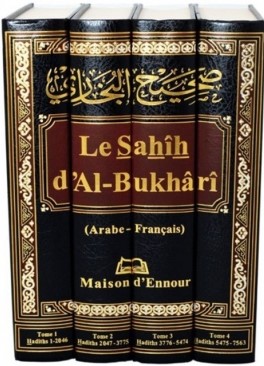 صحيح البخاري
Le Sahîh
d'Al-Bukhârî
(Arabe - Français)
Maison d'Ennour
Tome 1
Hadiths 1-2046
Tome 2
Hadiths 2047-3775
Tome 3
Hadiths 3776-5474
Tome 4
Hadiths 5475-7563